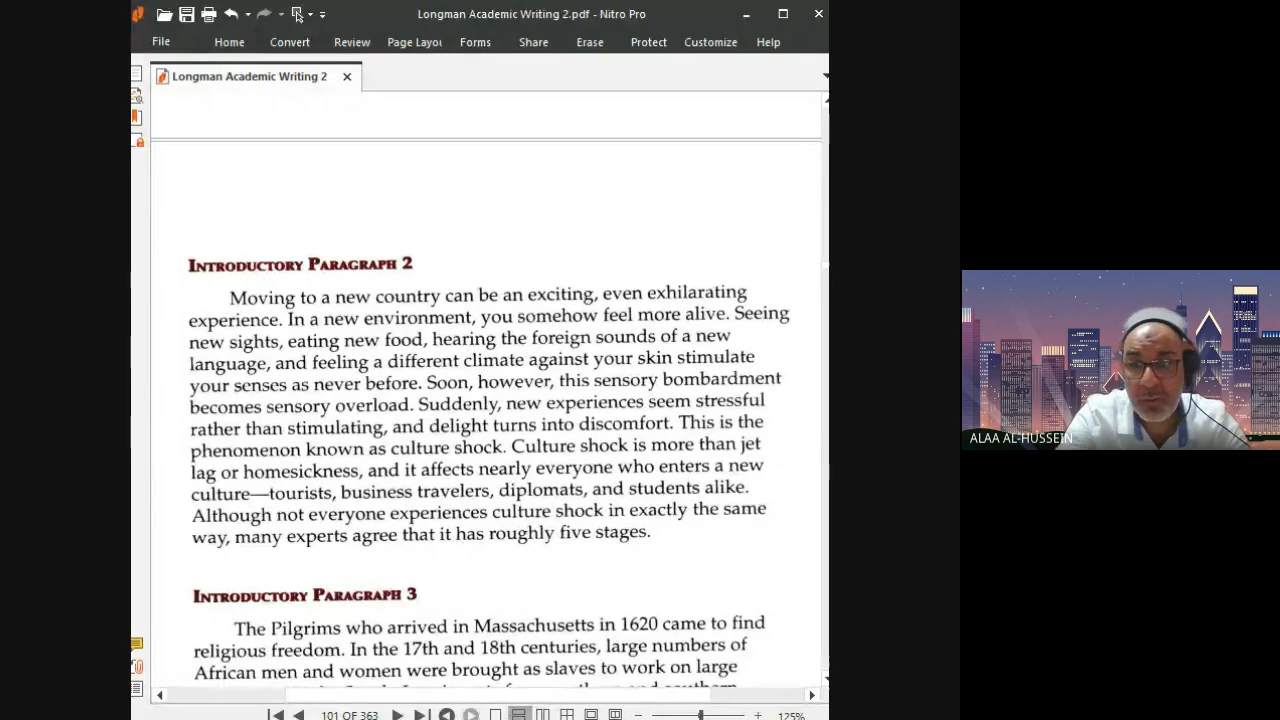 Longman Academic Writing 2.pdf - Nitro Pro
File Home Convert Review Page Layou Forms Share Erase Protect Customize Help
Longman Academic Writing 2
INTRODUCTORY PARAGRAPH 2
Moving to a new country can be an exciting, even exhilarating
experience. In a new environment, you somehow feel more alive. Seeing
new sights, eating new food, hearing the foreign sounds of a new
language, and feeling a different climate against your skin stimulate
your senses as never before. Soon, however, this sensory bombardment
becomes sensory overload. Suddenly, new experiences seem stressful
rather than stimulating, and delight turns into discomfort. This is the
phenomenon known as culture shock. Culture shock is more than jet
lag or homesickness, and it affects nearly everyone who enters a new
culture—tourists, business travelers, diplomats, and students alike.
Although not everyone experiences culture shock in exactly the same
way, many experts agree that it has roughly five stages.
INTRODUCTORY PARAGRAPH 3
The Pilgrims who arrived in Massachusetts in 1620 came to find
religious freedom. In the 17th and 18th centuries, large numbers of
African men and women were brought as slaves to work on large
101 OF 363
125%
ALAA AL-HUSSEIN